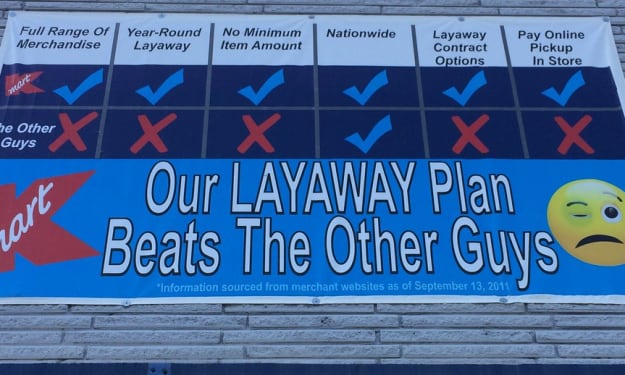 Full Range Of
Merchandise
Year-Round
Layaway
No Minimum
Item Amount
Nationwide
Layaway
Contract
Options
Pay Online
Pickup
In Store
Kmart
he Other
Guys
mart
Our LAYAWAY Plan
Beats The Other Guys
*Information sourced from merchant websites as of September 13, 2011